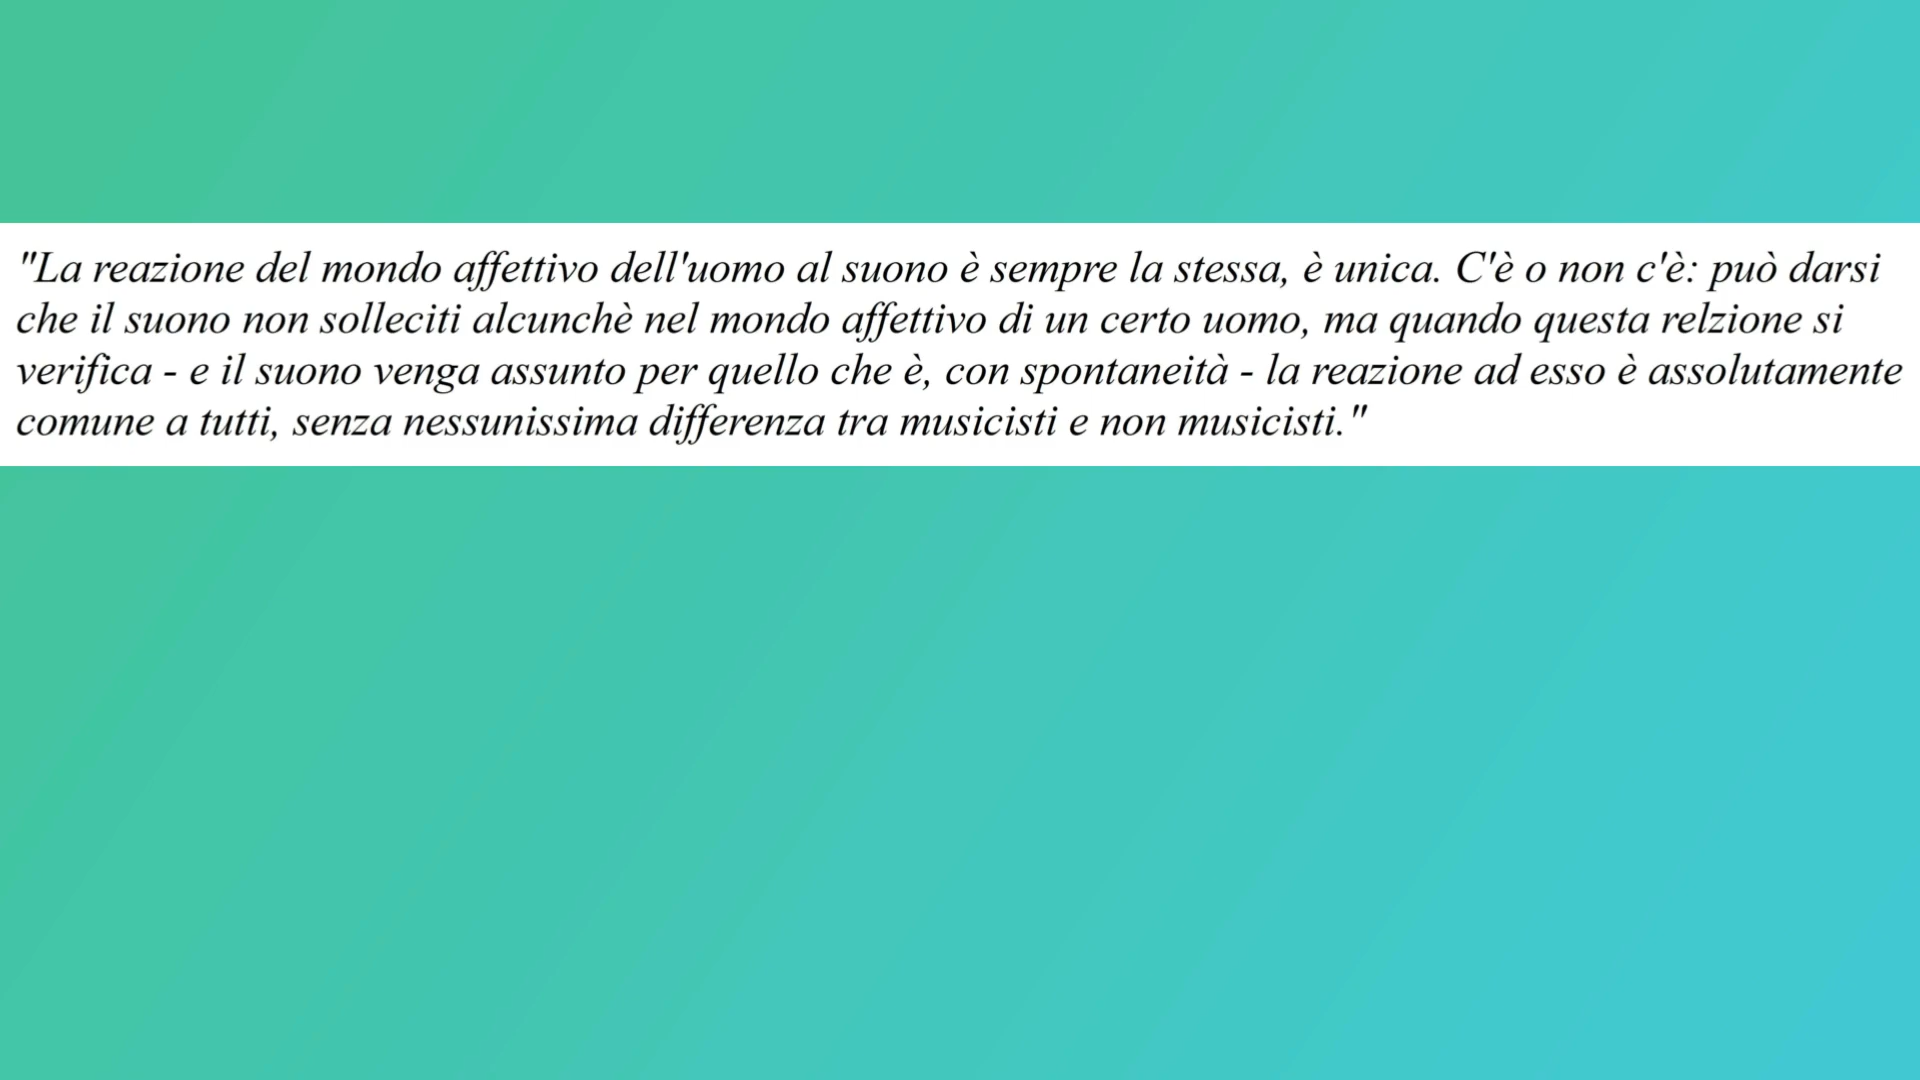 "La reazione del mondo affettivo dell'uomo al suono è sempre la stessa, è unica. C'è o non c'è: può darsi
che il suono non solleciti alcunchè nel mondo affettivo di un certo uomo, ma quando questa relzione si
verifica - e il suono venga assunto per quello che è, con spontaneità - la reazione ad esso è assolutamente
comune a tutti, senza nessunissima differenza tra musicisti e non musicisti."